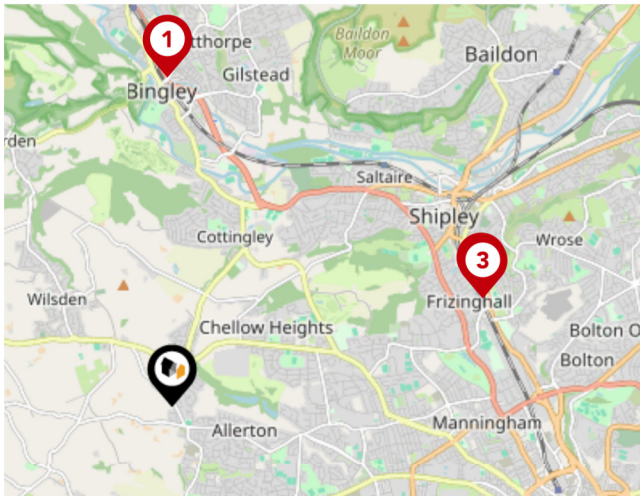 1
tthorpe
Baildon
Moor
Baildon
Gilstead
Bingley
rden
Saltaire
Shipley
Cottingley
Wrose
3
Wilsden
Frizinghall
Chellow Heights
Bolton O
Bolton
Allerton
Manningham